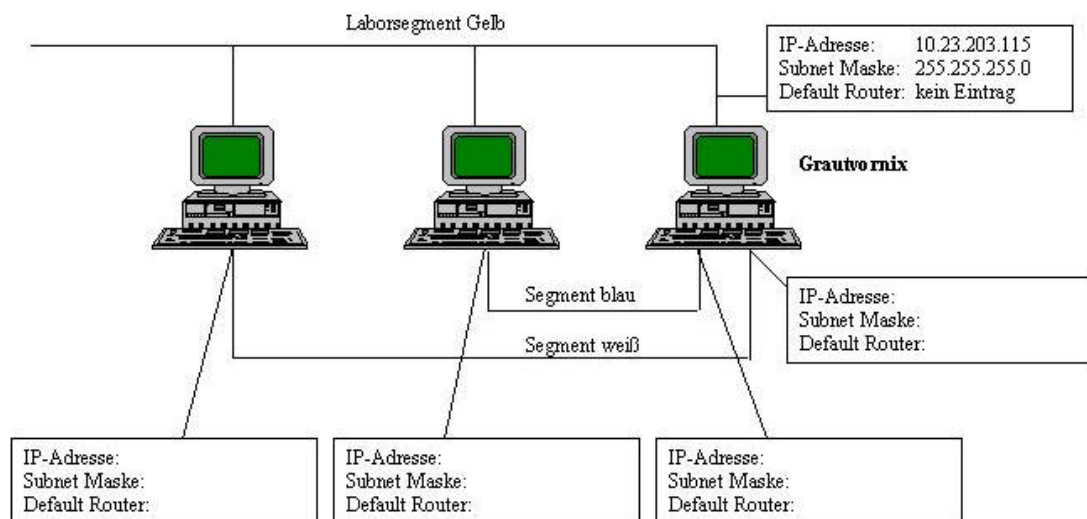 Laborsegment Gelb
IP-Adresse: 10.23.203.115
Subnet Maske: 255.255.255.0
Default Router: kein Eintrag
Grautvornix
Segment blau
Segment weiß
IP-Adresse:
Subnet Maske:
Default Router:
IP-Adresse:
Subnet Maske:
Default Router:
IP-Adresse:
Subnet Maske:
Default Router:
IP-Adresse:
Subnet Maske:
Default Router: